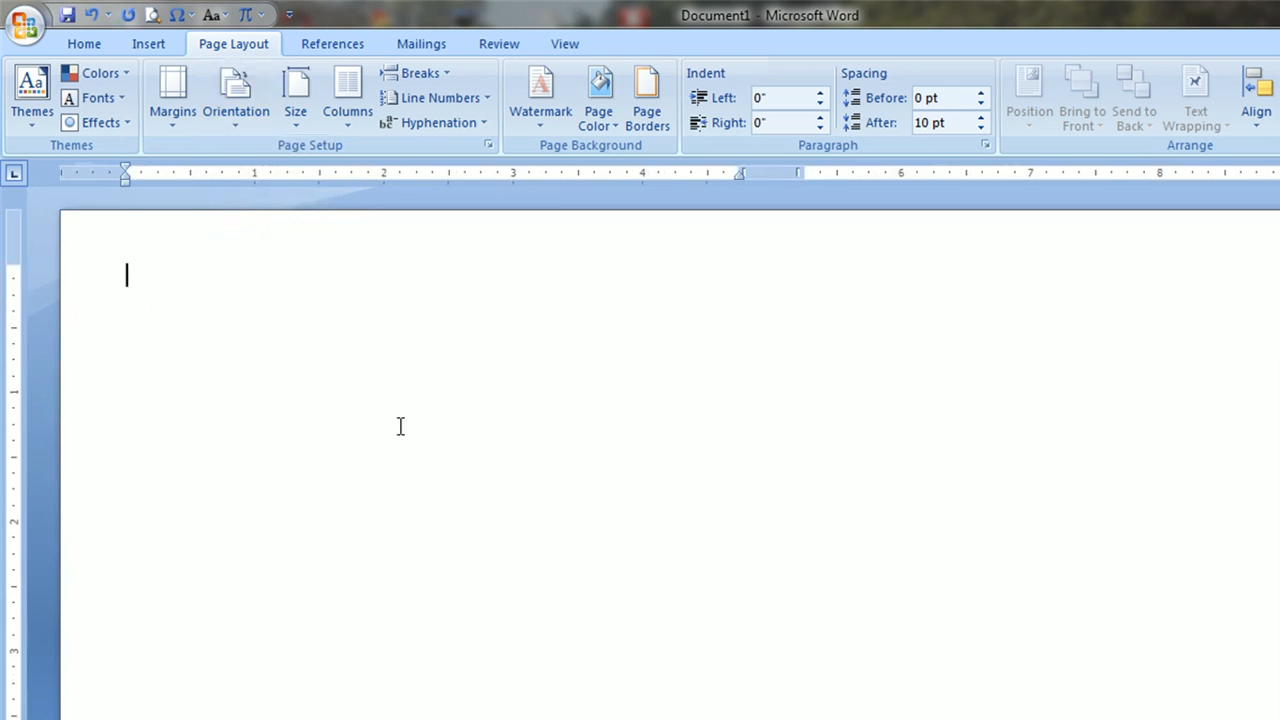 Document1 - Microsoft Word
Home Insert Page Layout References Mailings Review View
Themes
Colors
Fonts
Effects
Themes
Margins
Orientation
Size
Columns
Breaks
Line Numbers
Hyphenation
Page Setup
Watermark
Page Color
Page Borders
Page Background
Indent
Left: 0"
Right: 0"
Spacing
Before: 0 pt
After: 10 pt
Paragraph
Position
Bring to Front
Send to Back
Text Wrapping
Align
Arrange
1 2 3 4 6 7 8
1
2
3